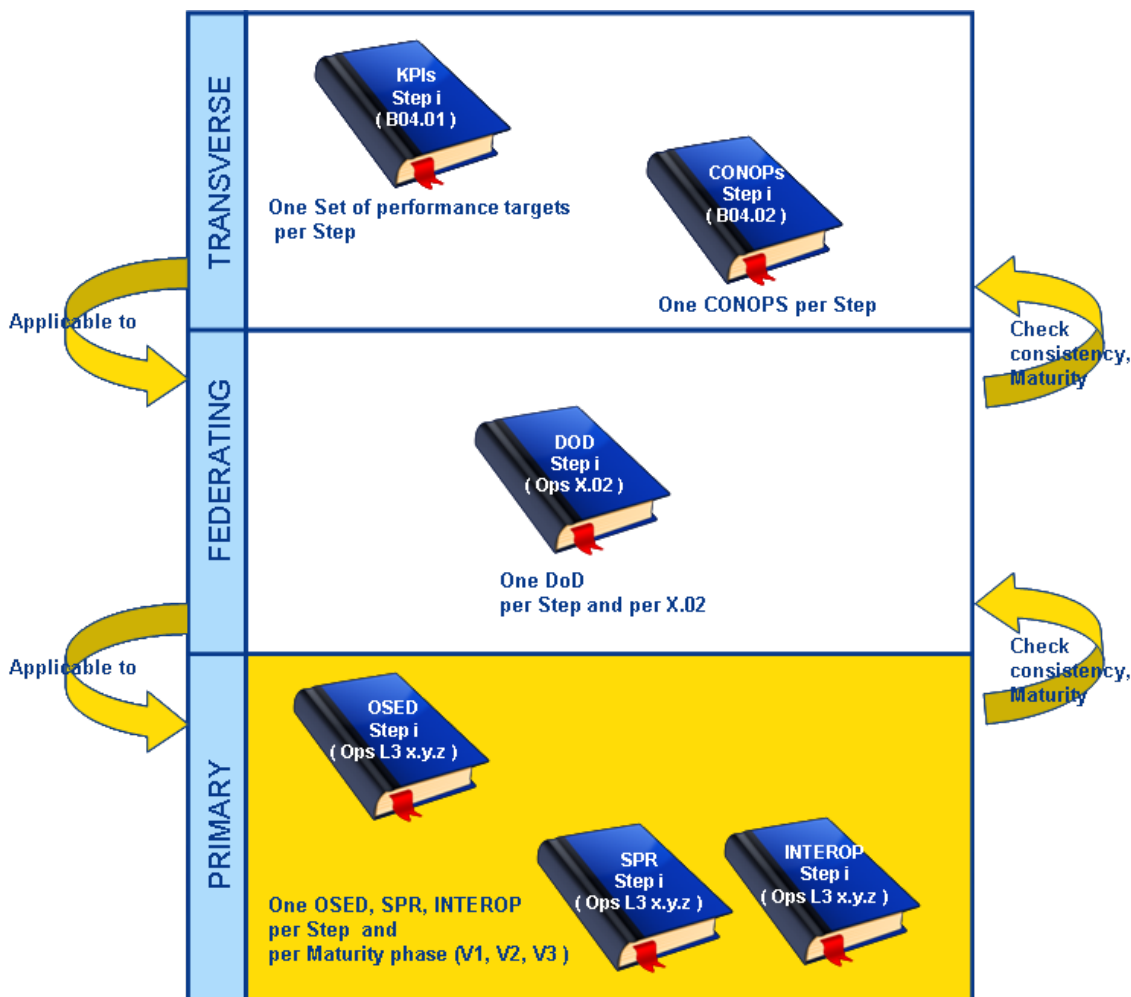 TRANSVERSE
KPIs
Step i
( B04.01 )
One Set of performance targets
per Step
CONOPs
Step i
( B04.02 )
One CONOPS per Step
Applicable to
Check
consistency,
Maturity
FEDERATING
DOD
Step i
( Ops X.02 )
One DoD
per Step and per X.02
Applicable to
Check
consistency,
Maturity
PRIMARY
OSED
Step i
( Ops L3 x.y.z )
SPR
Step i
( Ops L3 x.y.z )
INTEROP
Step i
( Ops L3 x.y.z )
One OSED, SPR, INTEROP
per Step and
per Maturity phase (V1, V2, V3 )